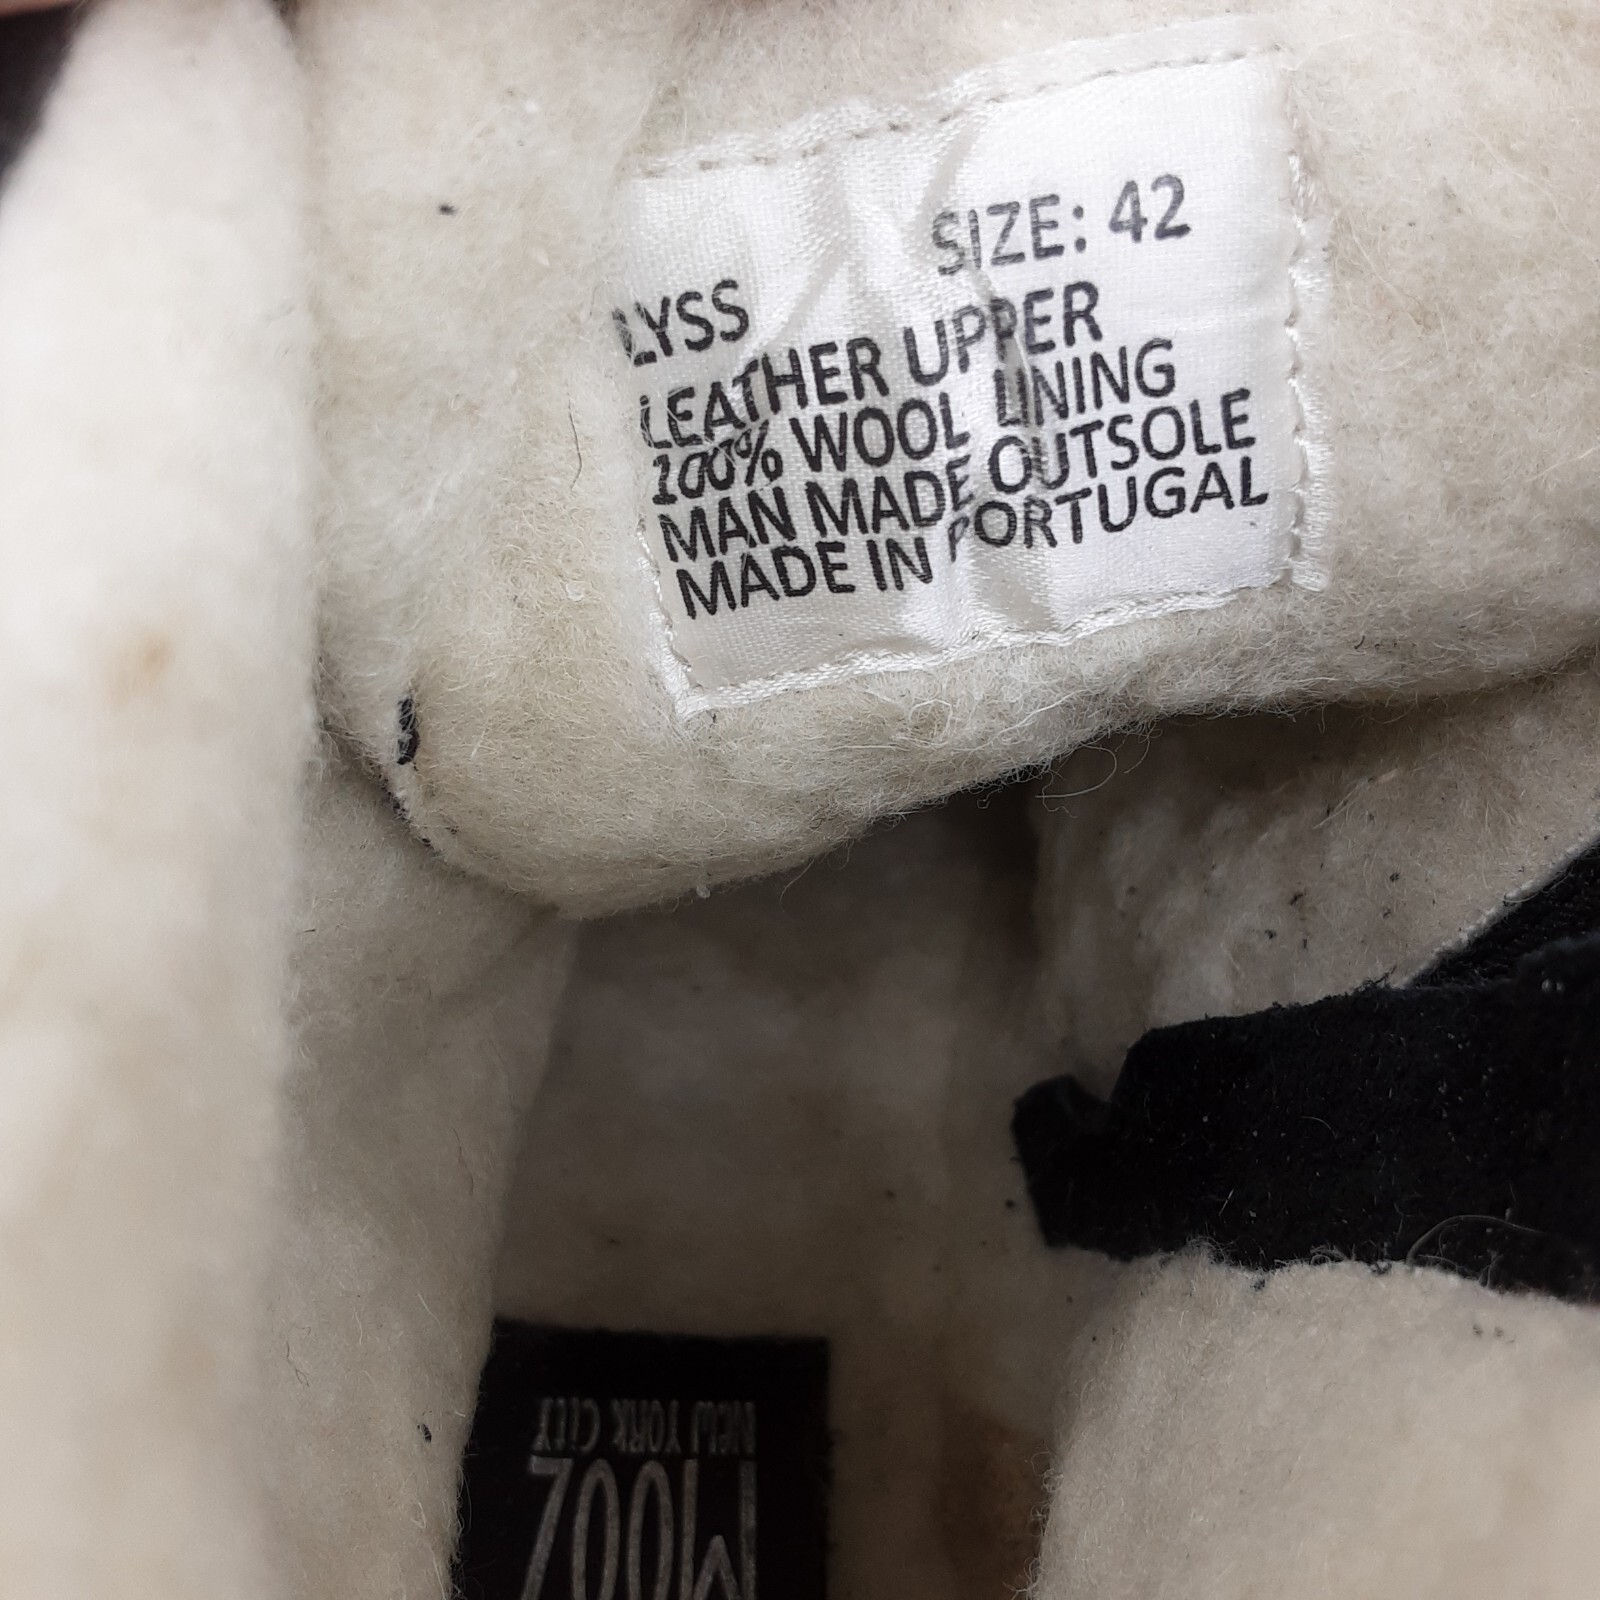 SIZE: 42
LYSS
LEATHER UPPER
100% WOOL LINING
MAN MADE OUTSOLE
MADE IN PORTUGAL
MOOZ
NEW YORK CITY